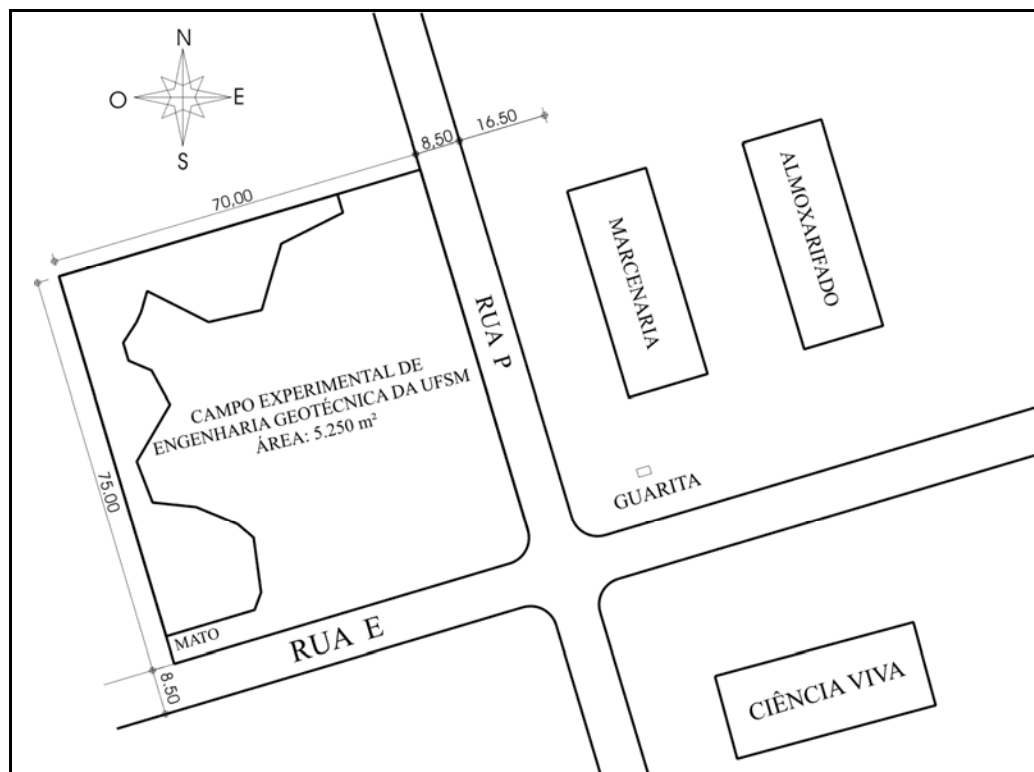 N
O
E
S
8,50
16.50
70,00
MARCENARIA
ALMOXARIFADO
RUA P
CAMPO EXPERIMENTAL DE
ENGENHARIA GEOTÉCNICA DA UFSM
ÁREA: 5.250 m²
75.00
GUARITA
MATO
RUA E
8.50
CIÊNCIA VIVA